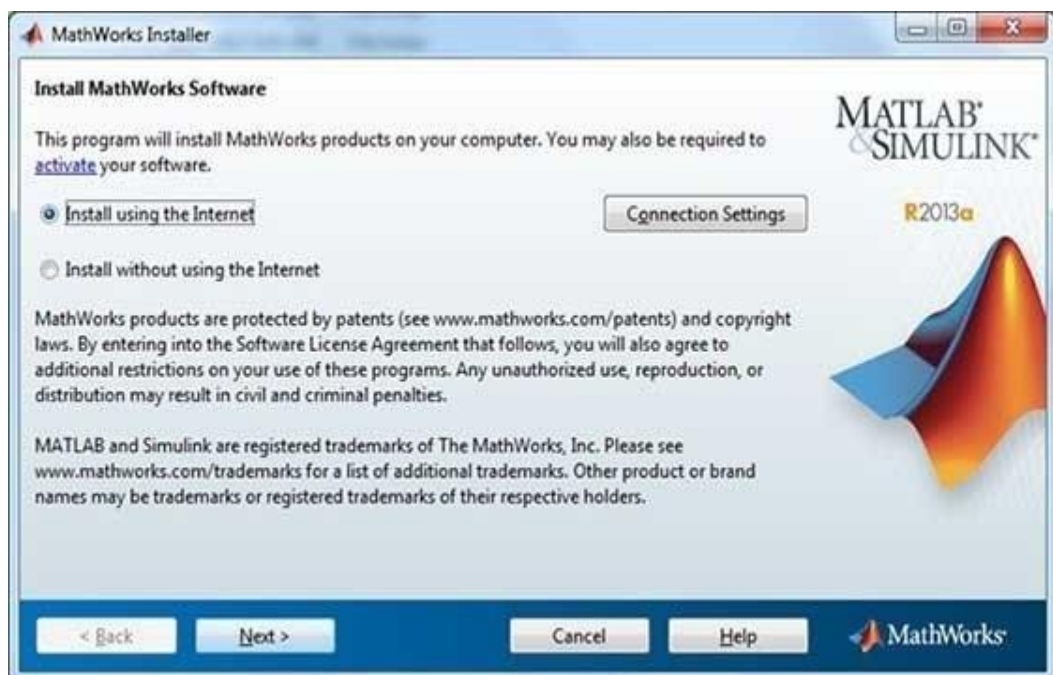 MathWorks Installer
Install MathWorks Software
This program will install MathWorks products on your computer. You may also be required to
activate your software.
Install using the Internet
Connection Settings
Install without using the Internet
MathWorks products are protected by patents (see www.mathworks.com/patents) and copyright
laws. By entering into the Software License Agreement that follows, you will also agree to
additional restrictions on your use of these programs. Any unauthorized use, reproduction, or
distribution may result in civil and criminal penalties.
MATLAB and Simulink are registered trademarks of The MathWorks, Inc. Please see
www.mathworks.com/trademarks for a list of additional trademarks. Other product or brand
names may be trademarks or registered trademarks of their respective holders.
MATLAB®
&SIMULINK®
R2013a
< Back
Next >
Cancel
Help
MathWorks®